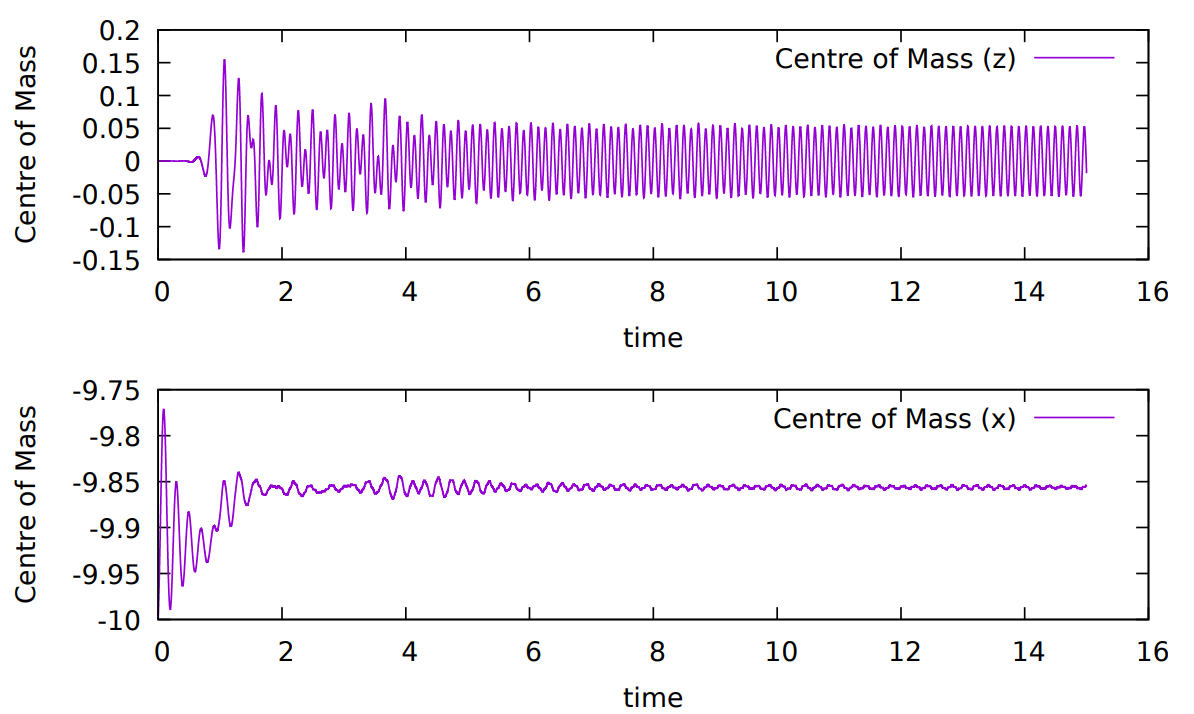 Centre of Mass
0.2
0.15
0.1
0.05
0
-0.05
-0.1
-0.15
Centre of Mass (z)
0 2 4 6 8 10 12 14 16
time
Centre of Mass
-9.75
-9.8
-9.85
-9.9
-9.95
-10
Centre of Mass (x)
0 2 4 6 8 10 12 14 16
time